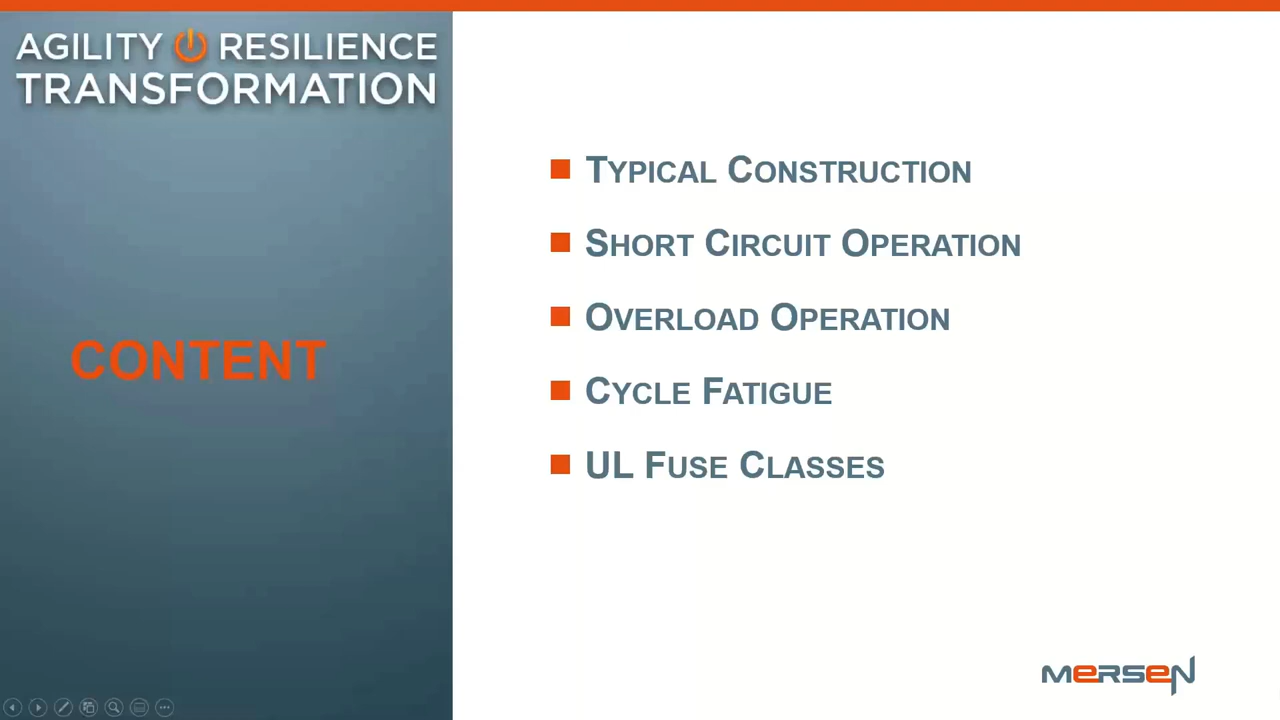 AGILITY RESILIENCE
TRANSFORMATION
CONTENT
TYPICAL CONSTRUCTION
SHORT CIRCUIT OPERATION
OVERLOAD OPERATION
CYCLE FATIGUE
UL FUSE CLASSES
MERSEN